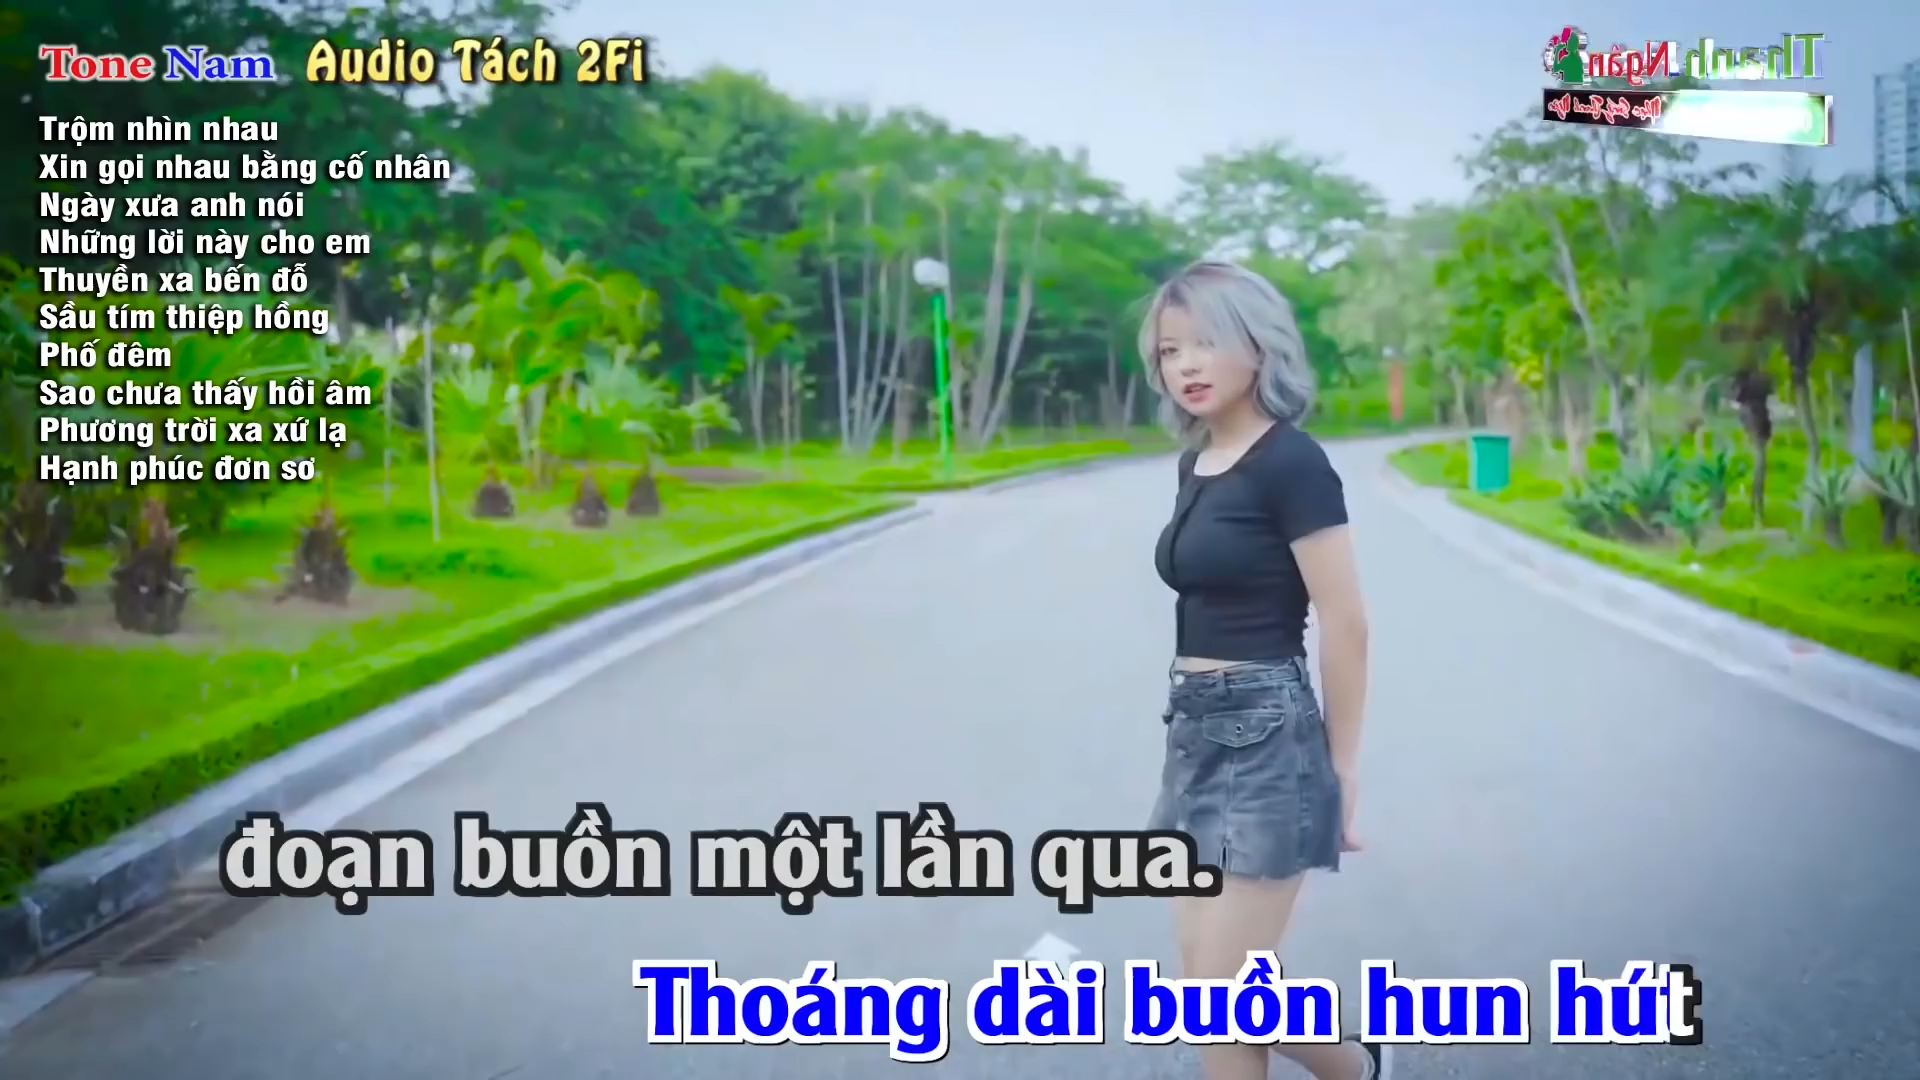 Tone Nam Audio Tách 2Fi
Thanh Ngân
Trộm nhìn nhau
Xin gọi nhau bằng cố nhân
Ngày xưa anh nói
Những lời này cho em
Thuyền xa bến đỗ
Sầu tím thiệp hồng
Phố đêm
Sao chưa thấy hồi âm
Phương trời xa xứ lạ
Hạnh phúc đơn sơ
đoạn buồn một lần qua.
Thoáng dài buồn hun hút